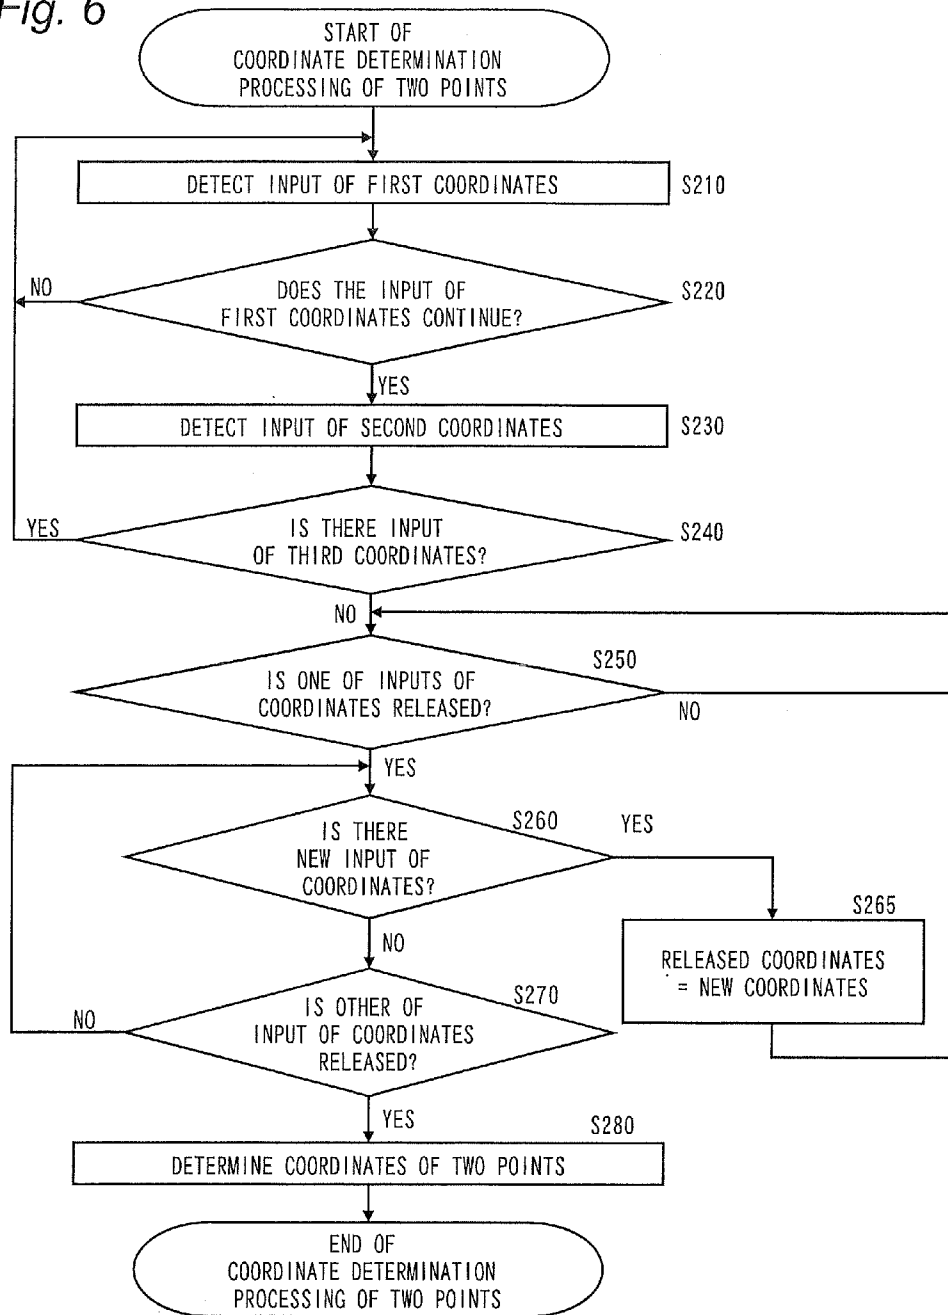 Fig. 6
START OF
COORDINATE DETERMINATION
PROCESSING OF TWO POINTS
DETECT INPUT OF FIRST COORDINATES
S210
DOES THE INPUT OF
FIRST COORDINATES CONTINUE?
S220
NO
YES
DETECT INPUT OF SECOND COORDINATES
S230
IS THERE INPUT
OF THIRD COORDINATES?
S240
YES
NO
IS ONE OF INPUTS OF
COORDINATES RELEASED?
S250
NO
YES
IS THERE
NEW INPUT OF
COORDINATES?
S260
YES
NO
S265
RELEASED COORDINATES
= NEW COORDINATES
IS OTHER OF
INPUT OF COORDINATES
RELEASED?
S270
NO
YES
S280
DETERMINE COORDINATES OF TWO POINTS
END OF
COORDINATE DETERMINATION
PROCESSING OF TWO POINTS